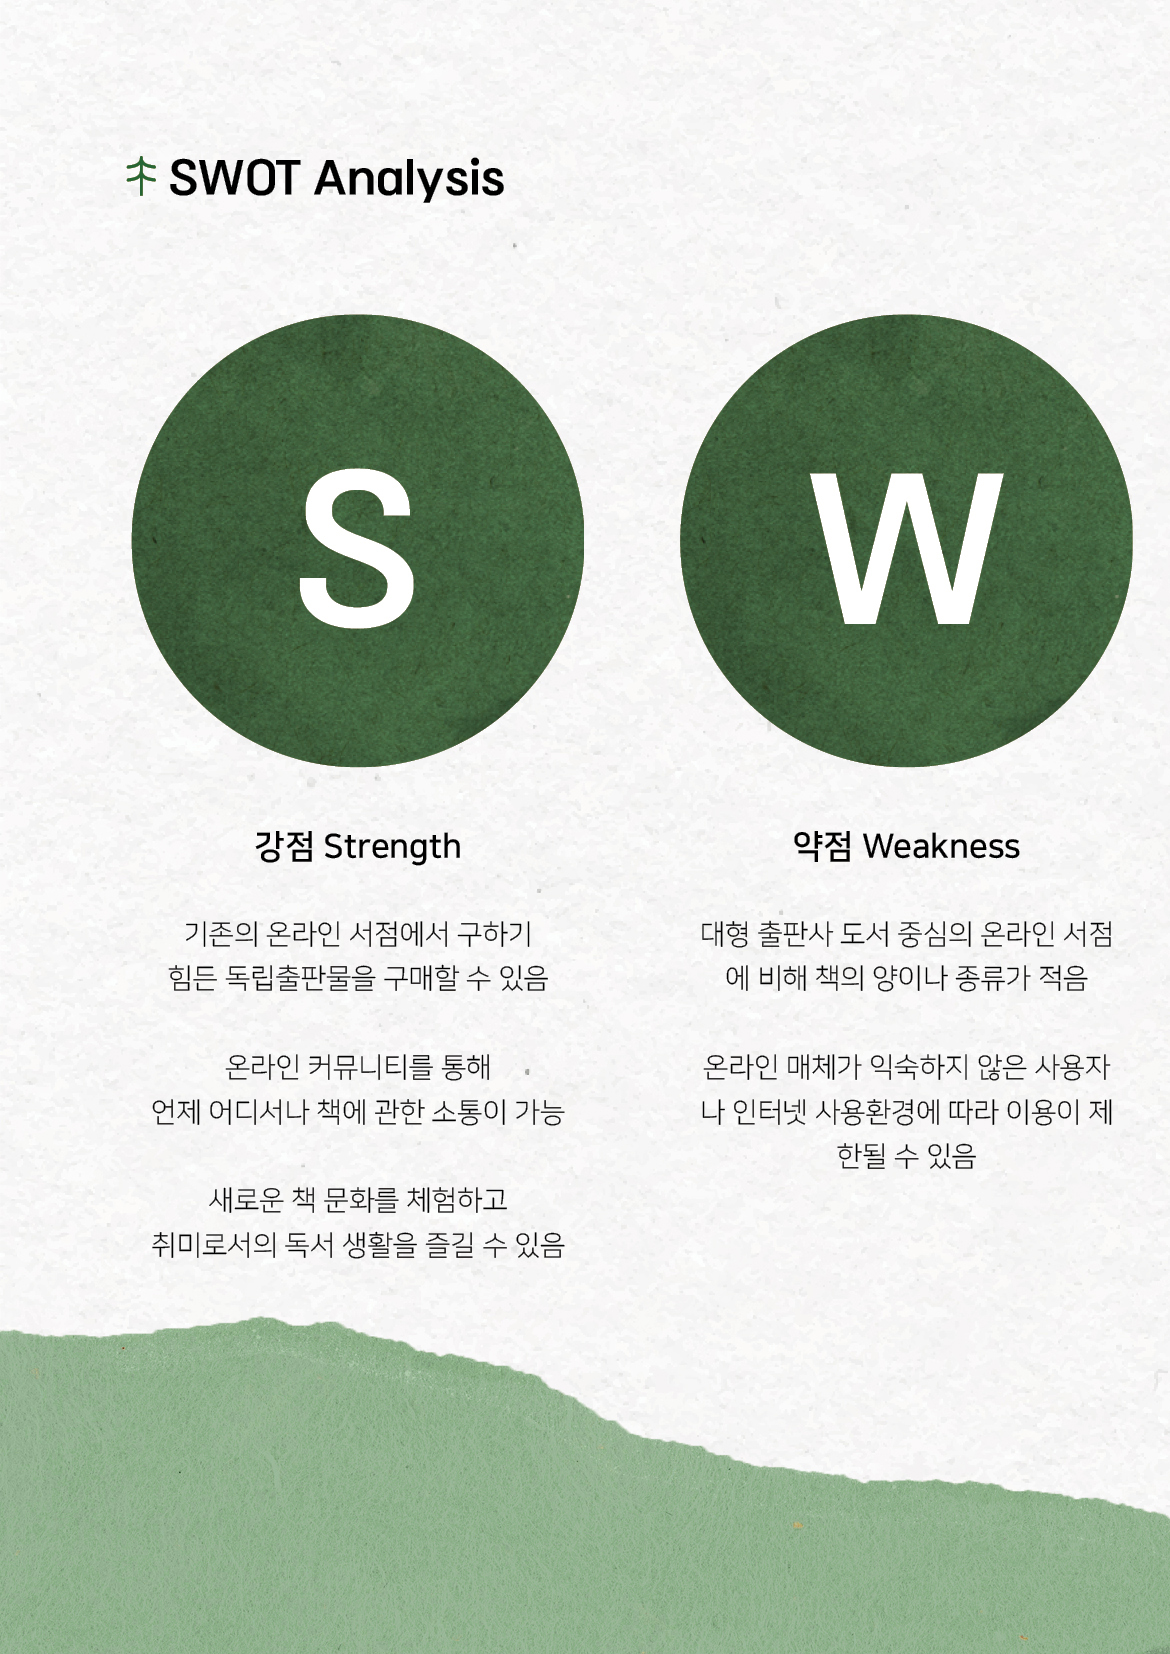 SWOT Analysis
S
W
강점 Strength
기존의 온라인 서점에서 구하기
힘든 독립출판물을 구매할 수 있음
온라인 커뮤니티를 통해
언제 어디서나 책에 관한 소통이 가능
새로운 책 문화를 체험하고
취미로서의 독서 생활을 즐길 수 있음
약점 Weakness
대형 출판사 도서 중심의 온라인 서점
에 비해 책의 양이나 종류가 적음
온라인 매체가 익숙하지 않은 사용자
나 인터넷 사용환경에 따라 이용이 제
한될 수 있음